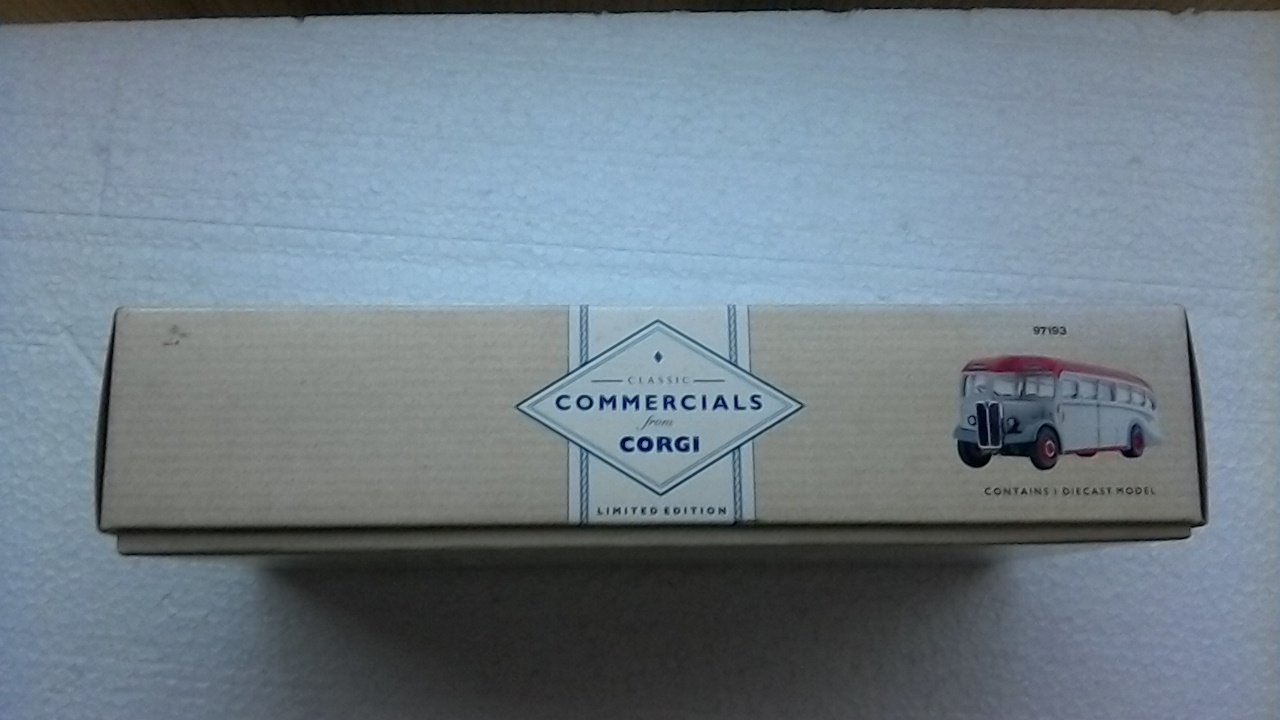 CLASSIC
COMMERCIALS
from
CORGI
LIMITED EDITION
97193
CONTAINS 1 DIECAST MODEL